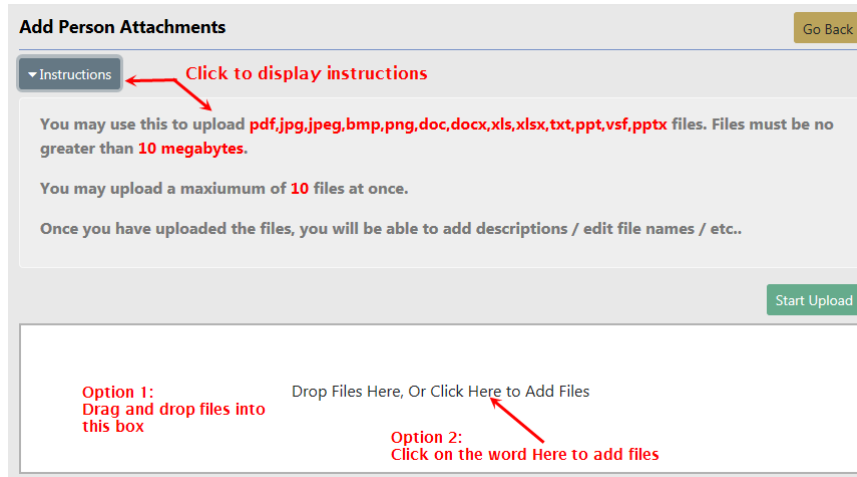 Add Person Attachments
Go Back
Instructions
Click to display instructions
You may use this to upload pdf,jpg,jpeg,bmp,png,doc,docx,xls,xlsx,txt,ppt,vsf,pptx files. Files must be no
greater than 10 megabytes.
You may upload a maxiumum of 10 files at once.
Once you have uploaded the files, you will be able to add descriptions / edit file names / etc..
Start Upload
Option 1:
Drag and drop files into
this box
Drop Files Here, Or Click Here to Add Files
Option 2:
Click on the word Here to add files